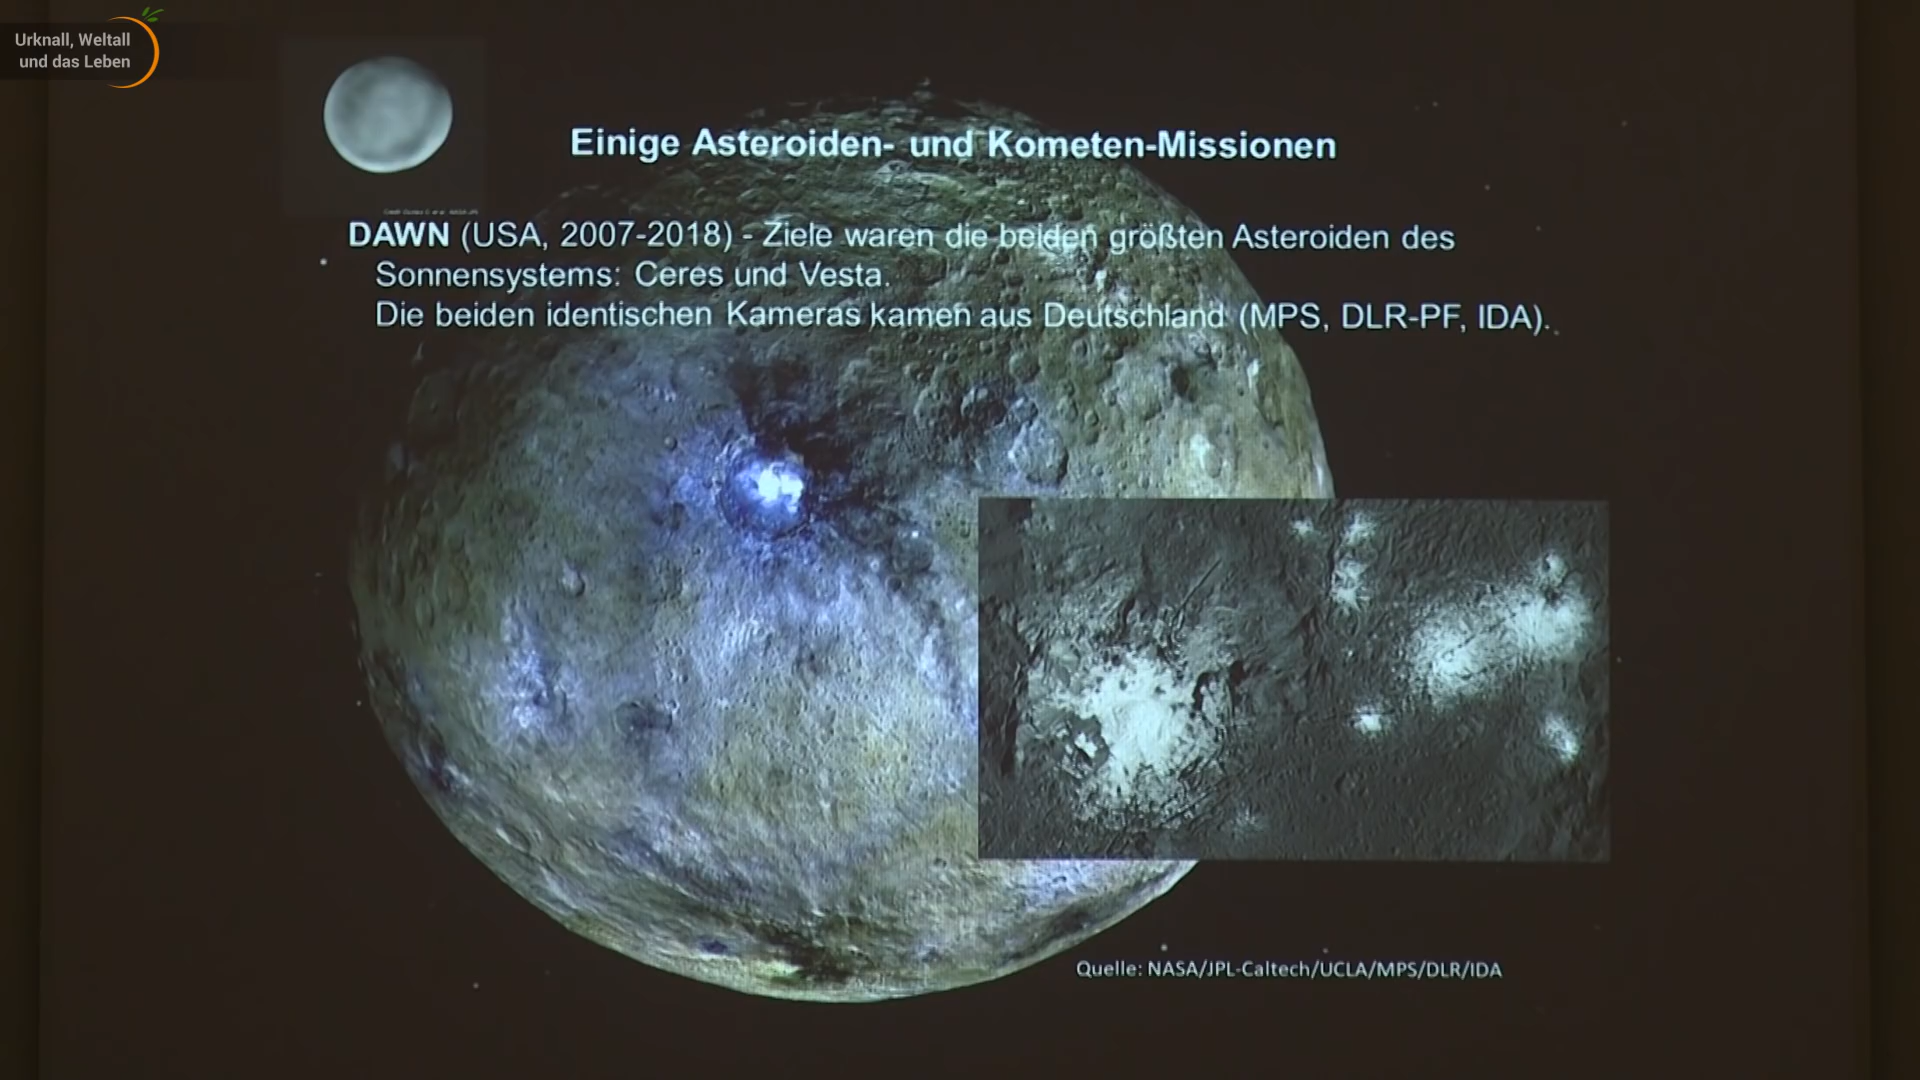 Urknall, Weltall
und das Leben
Einige Asteroiden- und Kometen-Missionen
DAWN (USA, 2007-2018) - Ziele waren die beiden größten Asteroiden des
Sonnensystems: Ceres und Vesta.
Die beiden identischen Kameras kamen aus Deutschland (MPS, DLR-PF, IDA).
Quelle: NASA/JPL-Caltech/UCLA/MPS/DLR/IDA